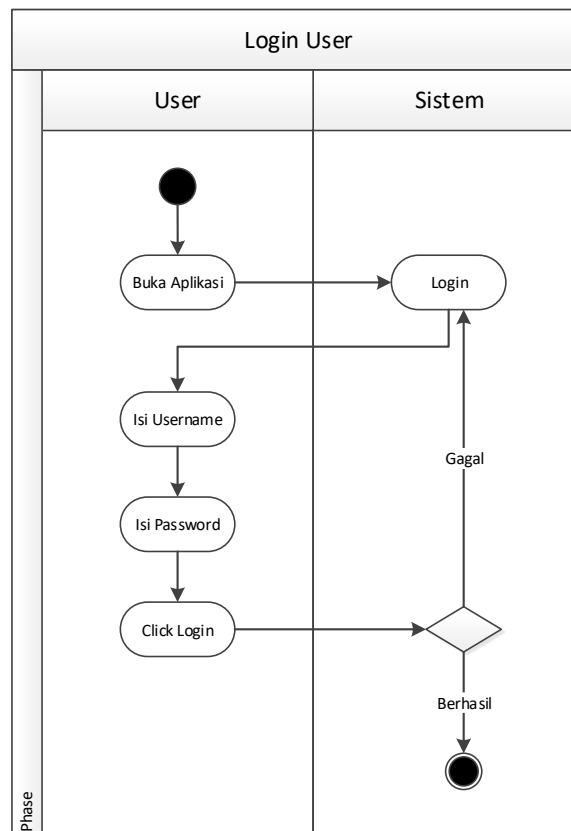 Login User
User
Sistem
Buka Aplikasi
Login
Isi Username
Gagal
Isi Password
Click Login
Berhasil
Phase